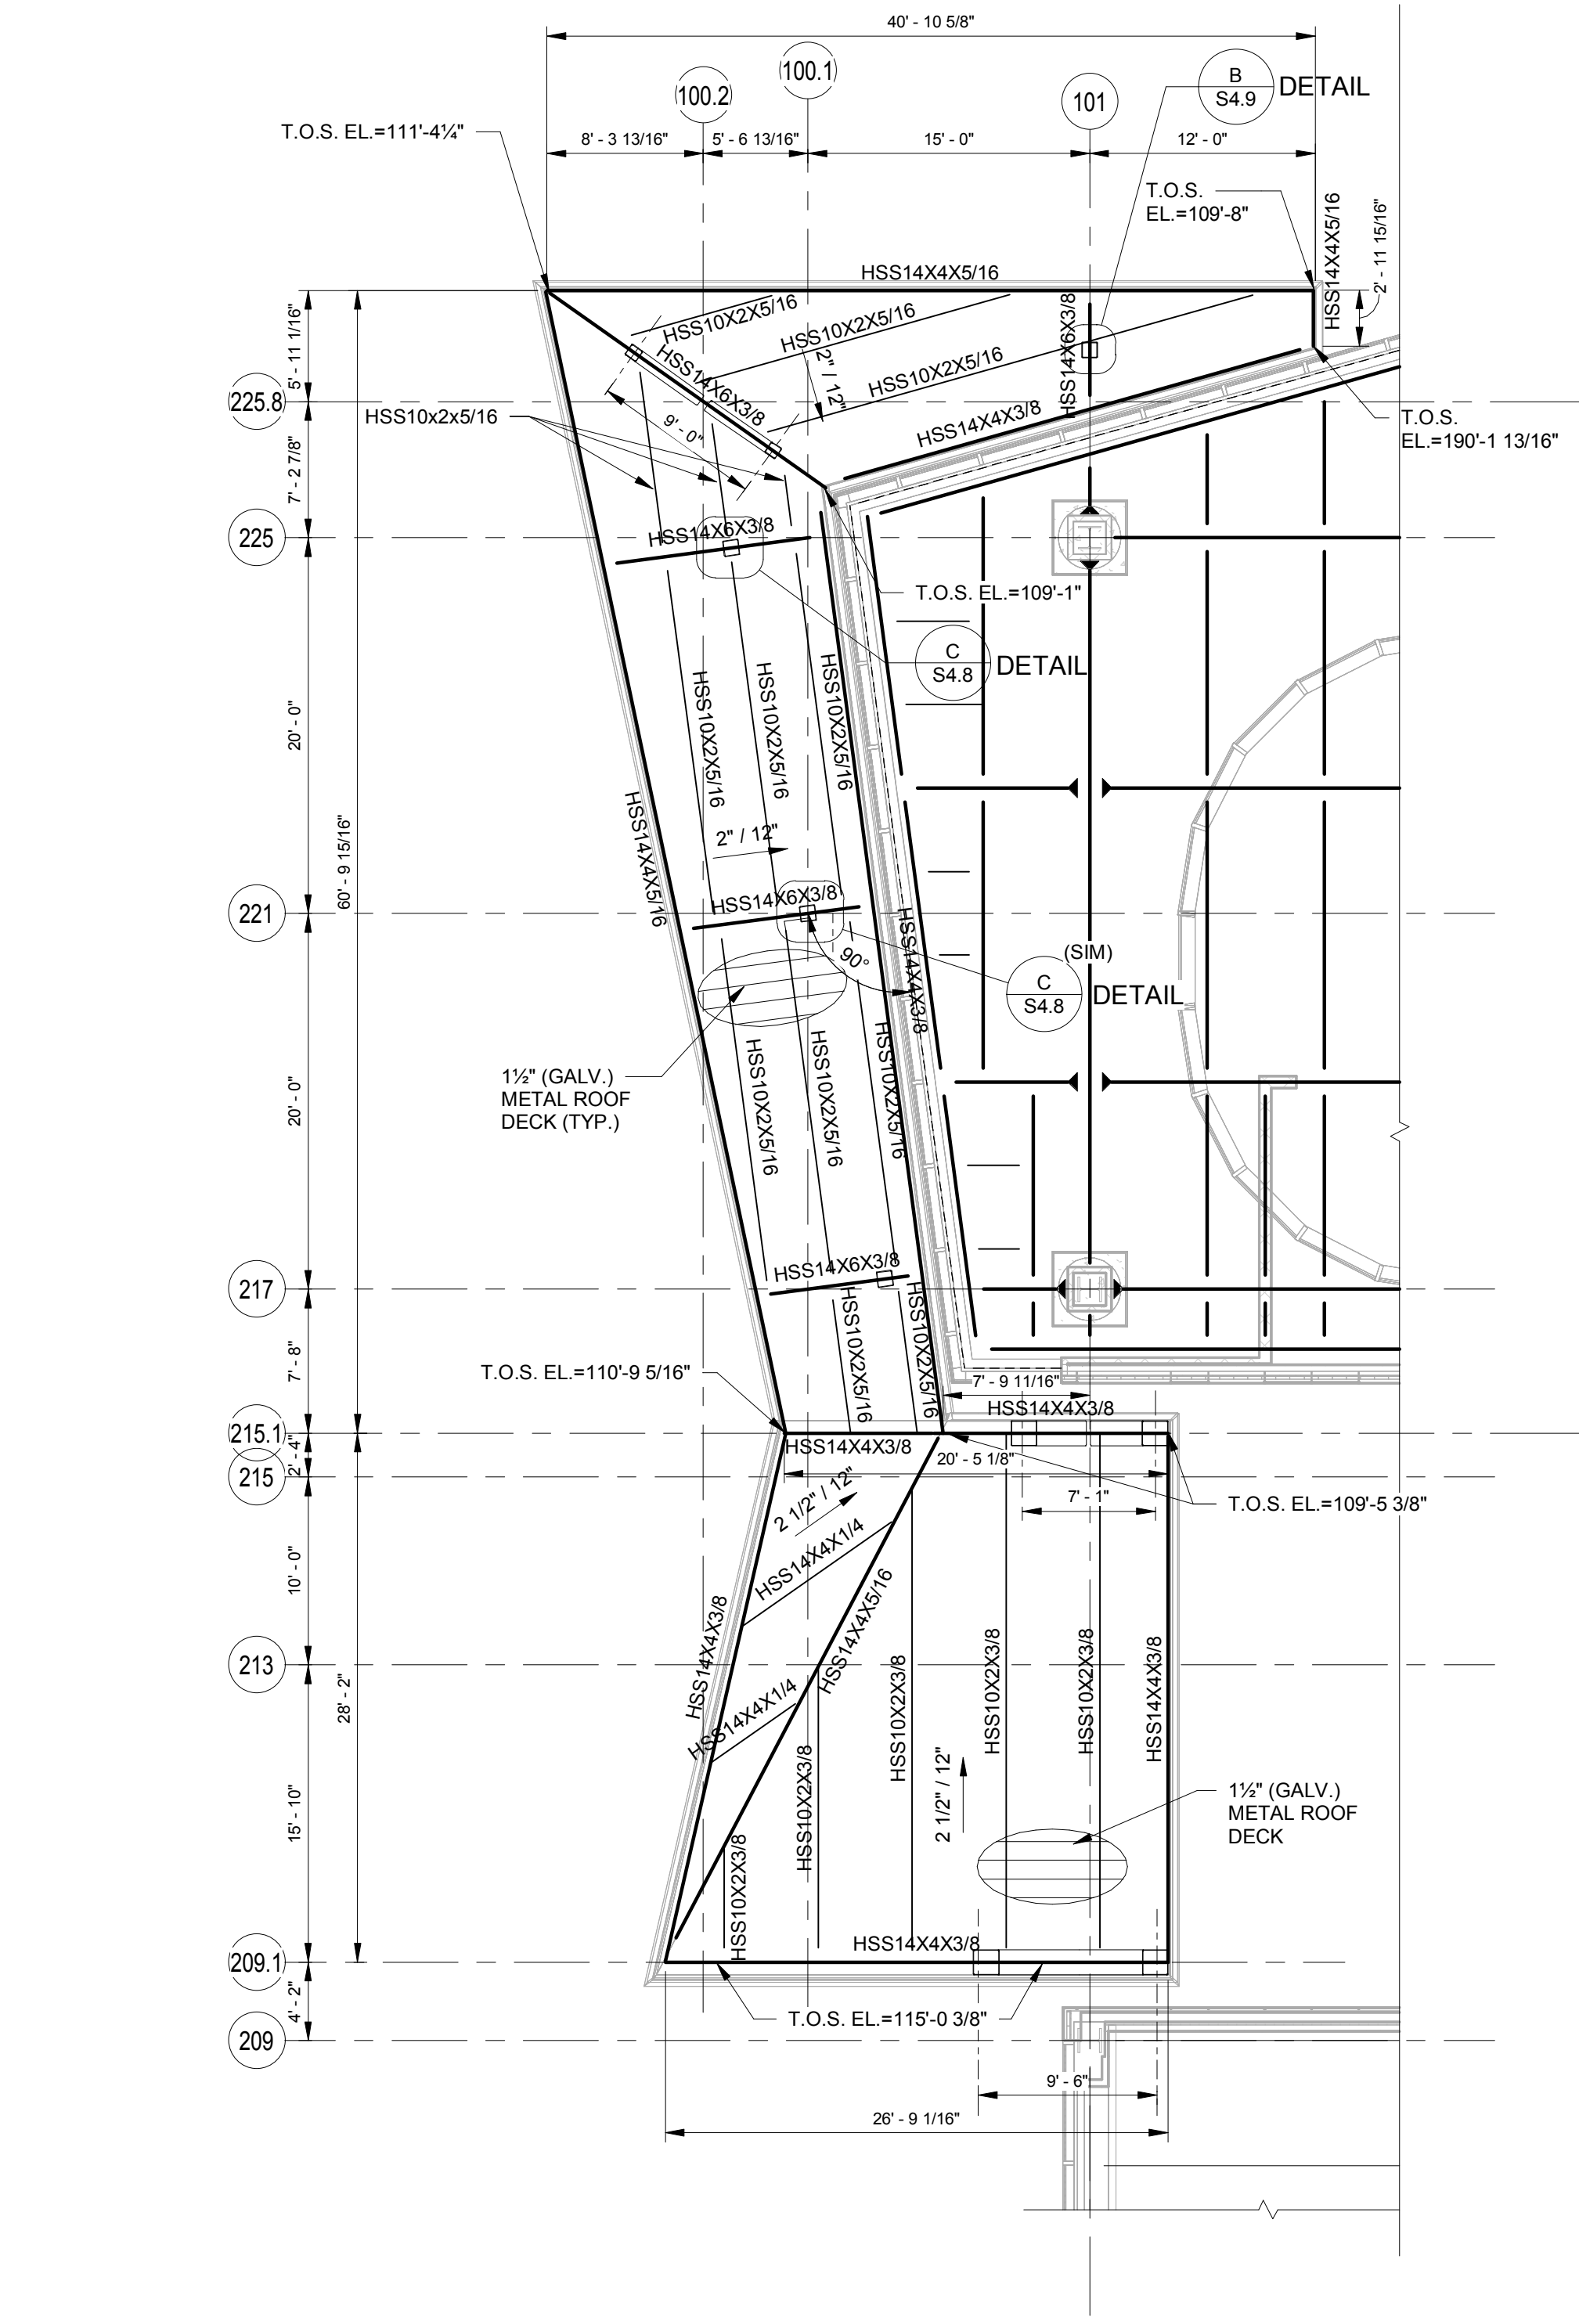 40' - 10 5/8"
100.2
100.1
101
B
S4.9
DETAIL
T.O.S. EL.=111'-4¼"
8' - 3 13/16"
5' - 6 13/16"
15' - 0"
12' - 0"
T.O.S.
EL.=109'-8"
HSS14X4X5/16
2' - 11 15/16"
HSS14X4X5/16
HSS10X2X5/16
HSS10X2X5/16
HSS10X2X5/16
HSS14X6X3/8
HSS14X6X3/8
2" / 12"
9' - 0"
HSS14X4X3/8
5' - 11 1/16"
225.8
HSS10x2x5/16
T.O.S.
EL.=190'-1 13/16"
7' - 2 7/8"
225
HSS14X6X3/8
T.O.S. EL.=109'-1"
C
S4.8
DETAIL
20' - 0"
HSS10X2X5/16
HSS10X2X5/16
HSS10X2X5/16
HSS14X4X5/16
2" / 12"
60' - 9 15/16"
221
HSS14X6X3/8
90°
HSS14X4X3/8
(SIM)
C
S4.8
DETAIL
1½" (GALV.)
METAL ROOF
DECK (TYP.)
20' - 0"
HSS10X2X5/16
HSS10X2X5/16
HSS10X2X5/16
217
HSS14X6X3/8
HSS10X2X5/16
HSS10X2X5/16
7' - 8"
T.O.S. EL.=110'-9 5/16"
7' - 9 11/16"
HSS14X4X3/8
215.1
HSS14X4X3/8
20' - 5 1/8"
2' - 4"
215
2 1/2" / 12"
7' - 1"
T.O.S. EL.=109'-5 3/8"
10' - 0"
HSS14X4X1/4
HSS14X4X5/16
HSS14X4X3/8
213
28' - 2"
HSS14X4X1/4
HSS10X2X3/8
HSS10X2X3/8
HSS10X2X3/8
HSS14X4X3/8
HSS10X2X3/8
HSS10X2X3/8
2 1/2" / 12"
1½" (GALV.)
METAL ROOF
DECK
15' - 10"
HSS14X4X3/8
209.1
4' - 2"
T.O.S. EL.=115'-0 3/8"
209
9' - 6"
26' - 9 1/16"